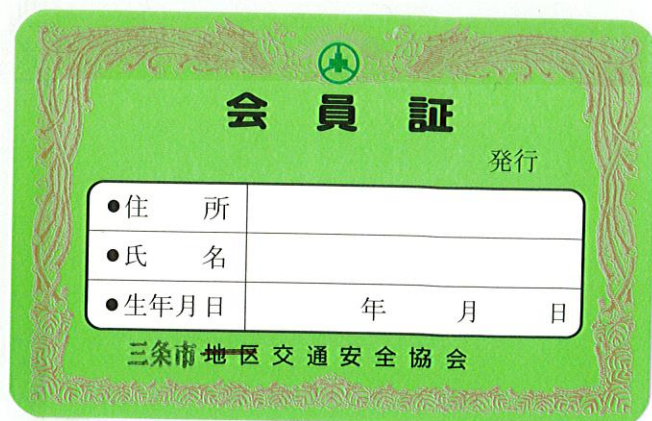 会員証
発行
●住所
●氏名
●生年月日 年 月 日
三条市地区交通安全協会